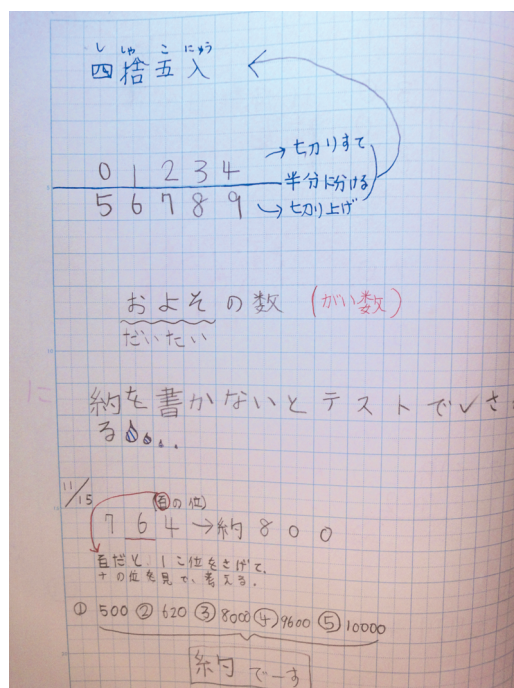 ししゃごにゅう
四捨五入
0 1 2 3 4 →切りすて
半分に分ける
5 6 7 8 9 →切り上げ
およその数 (がい数)
だいたい
約を書かないとテストで✓さ
る
11/15
(百の位)
7 6 4 →約 8 0 0
百だと、1こ位をさげて、
十の位を見て、考える。
① 500 ② 620 ③ 8000 ④ 9600 ⑤ 10000
約でーす